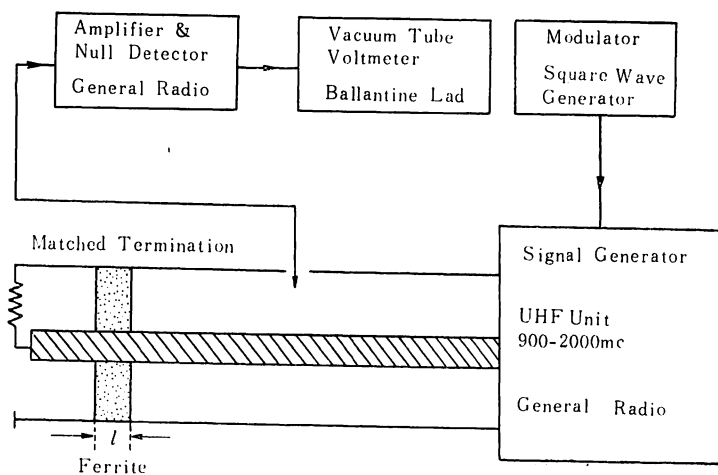 Amplifier &
Null Detector
General Radio
Vacuum Tube
Voltmeter
Ballantine Lad
Modulator
Square Wave
Generator
Matched Termination
Signal Generator
UHF Unit
900-2000mc
General Radio
l
Ferrite